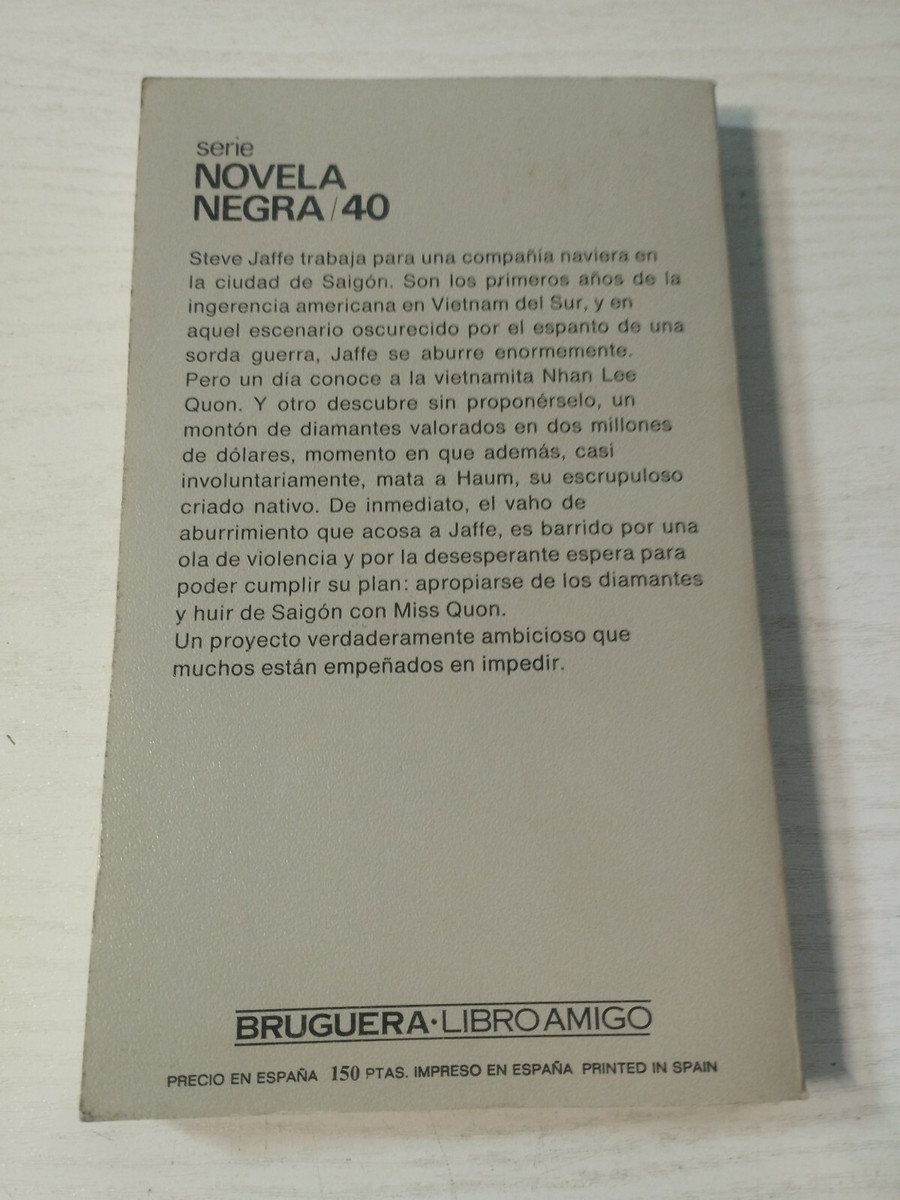 serie
NOVELA
NEGRA/40
Steve Jaffe trabaja para una compañia naviera en
la ciudad de Saigón. Son los primeros años de la
ingerencia americana en Vietnam del Sur, y en
aquel escenario oscurecido por el espanto de una
sorda guerra, Jaffe se aburre enormemente.
Pero un día conoce a la vietnamita Nhan Lee
Quon. Y otro descubre sin proponérselo, un
montón de diamantes valorados en dos millones
de dólares, momento en que además, casi
involuntariamente, mata a Haum, su escrupuloso
criado nativo. De inmediato, el vaho de
aburrimiento que acosa a Jaffe, es barrido por una
ola de violencia y por la desesperante espera para
poder cumplir su plan: apropiarse de los diamantes
y huir de Saigón con Miss Quon.
Un proyecto verdaderamente ambicioso que
muchos están empeñados en impedir.
BRUGUERA·LIBRO AMIGO
PRECIO EN ESPAÑA 150 PTAS. IMPRESO EN ESPAÑA PRINTED IN SPAIN